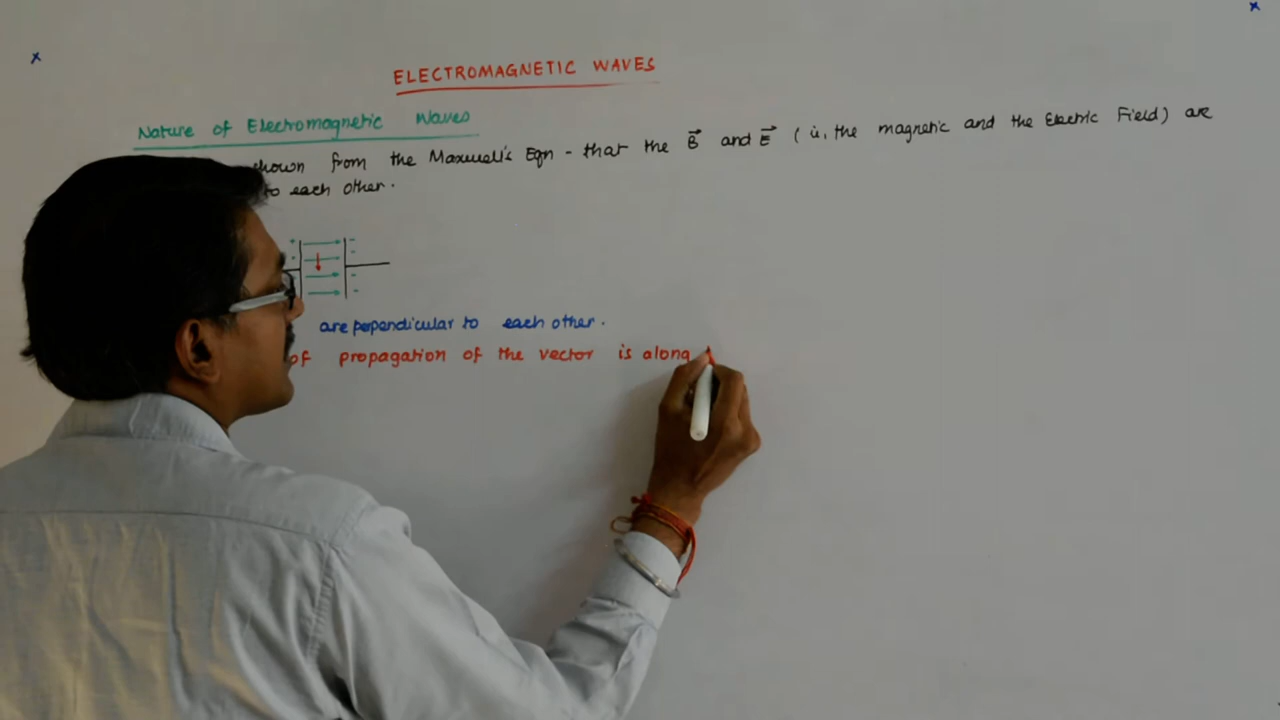 x
x
ELECTROMAGNETIC WAVES
Nature of Electromagnetic Waves
shown from the Maxwell's Eqn - that the B⃗ and E⃗ (i.e, the magnetic and the Electric Field) are
to each other.
are perpendicular to each other.
of propagation of the vector is along